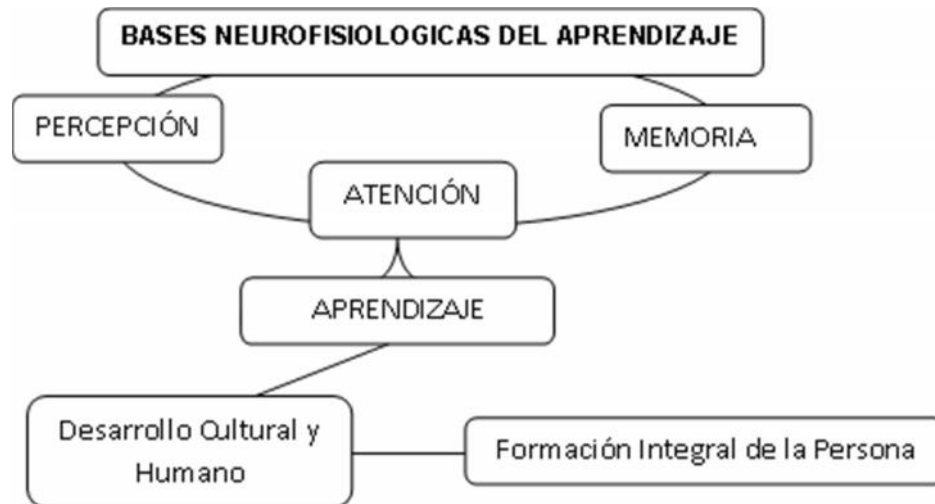 BASES NEUROFISIOLOGICAS DEL APRENDIZAJE
PERCEPCIÓN
MEMORIA
ATENCIÓN
APRENDIZAJE
Desarrollo Cultural y
Humano
Formación Integral de la Persona